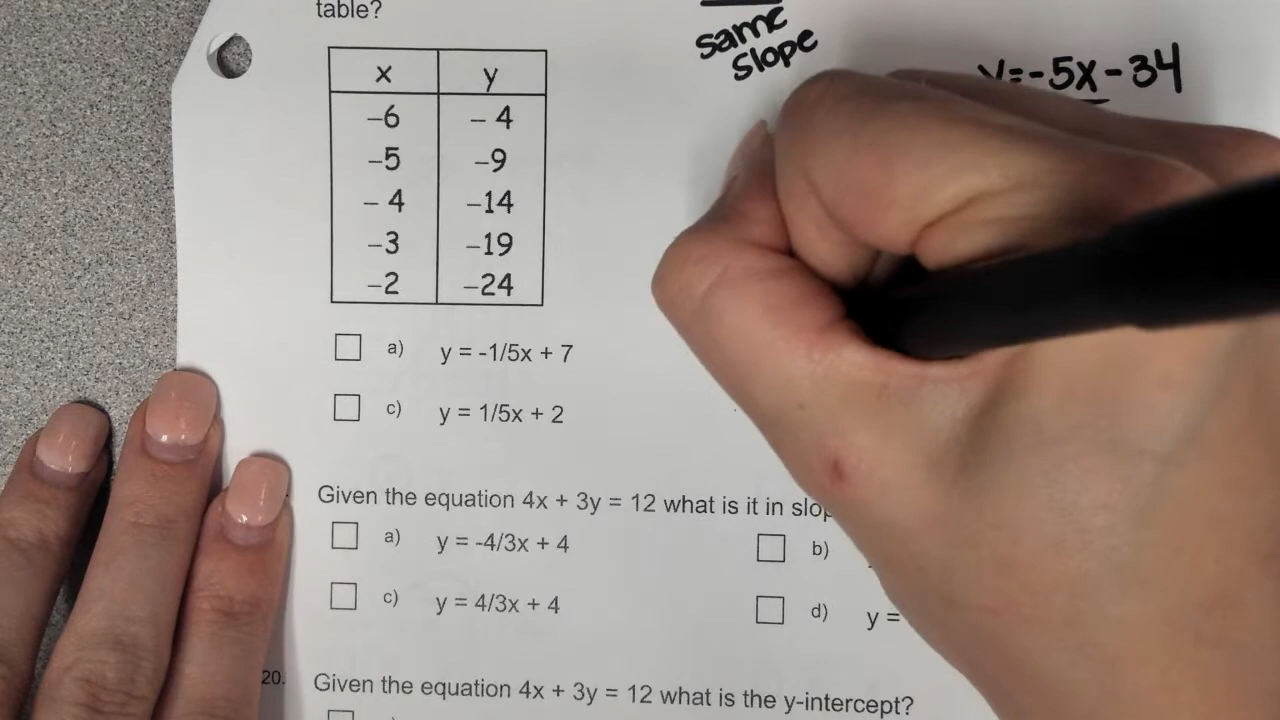 table?
same
slope
y=-5x-34
x y
-6 -4
-5 -9
-4 -14
-3 -19
-2 -24
a) y = -1/5x + 7
c) y = 1/5x + 2
Given the equation 4x + 3y = 12 what is it in slop
a) y = -4/3x + 4
b)
c) y = 4/3x + 4
d) y =
20. Given the equation 4x + 3y = 12 what is the y-intercept?